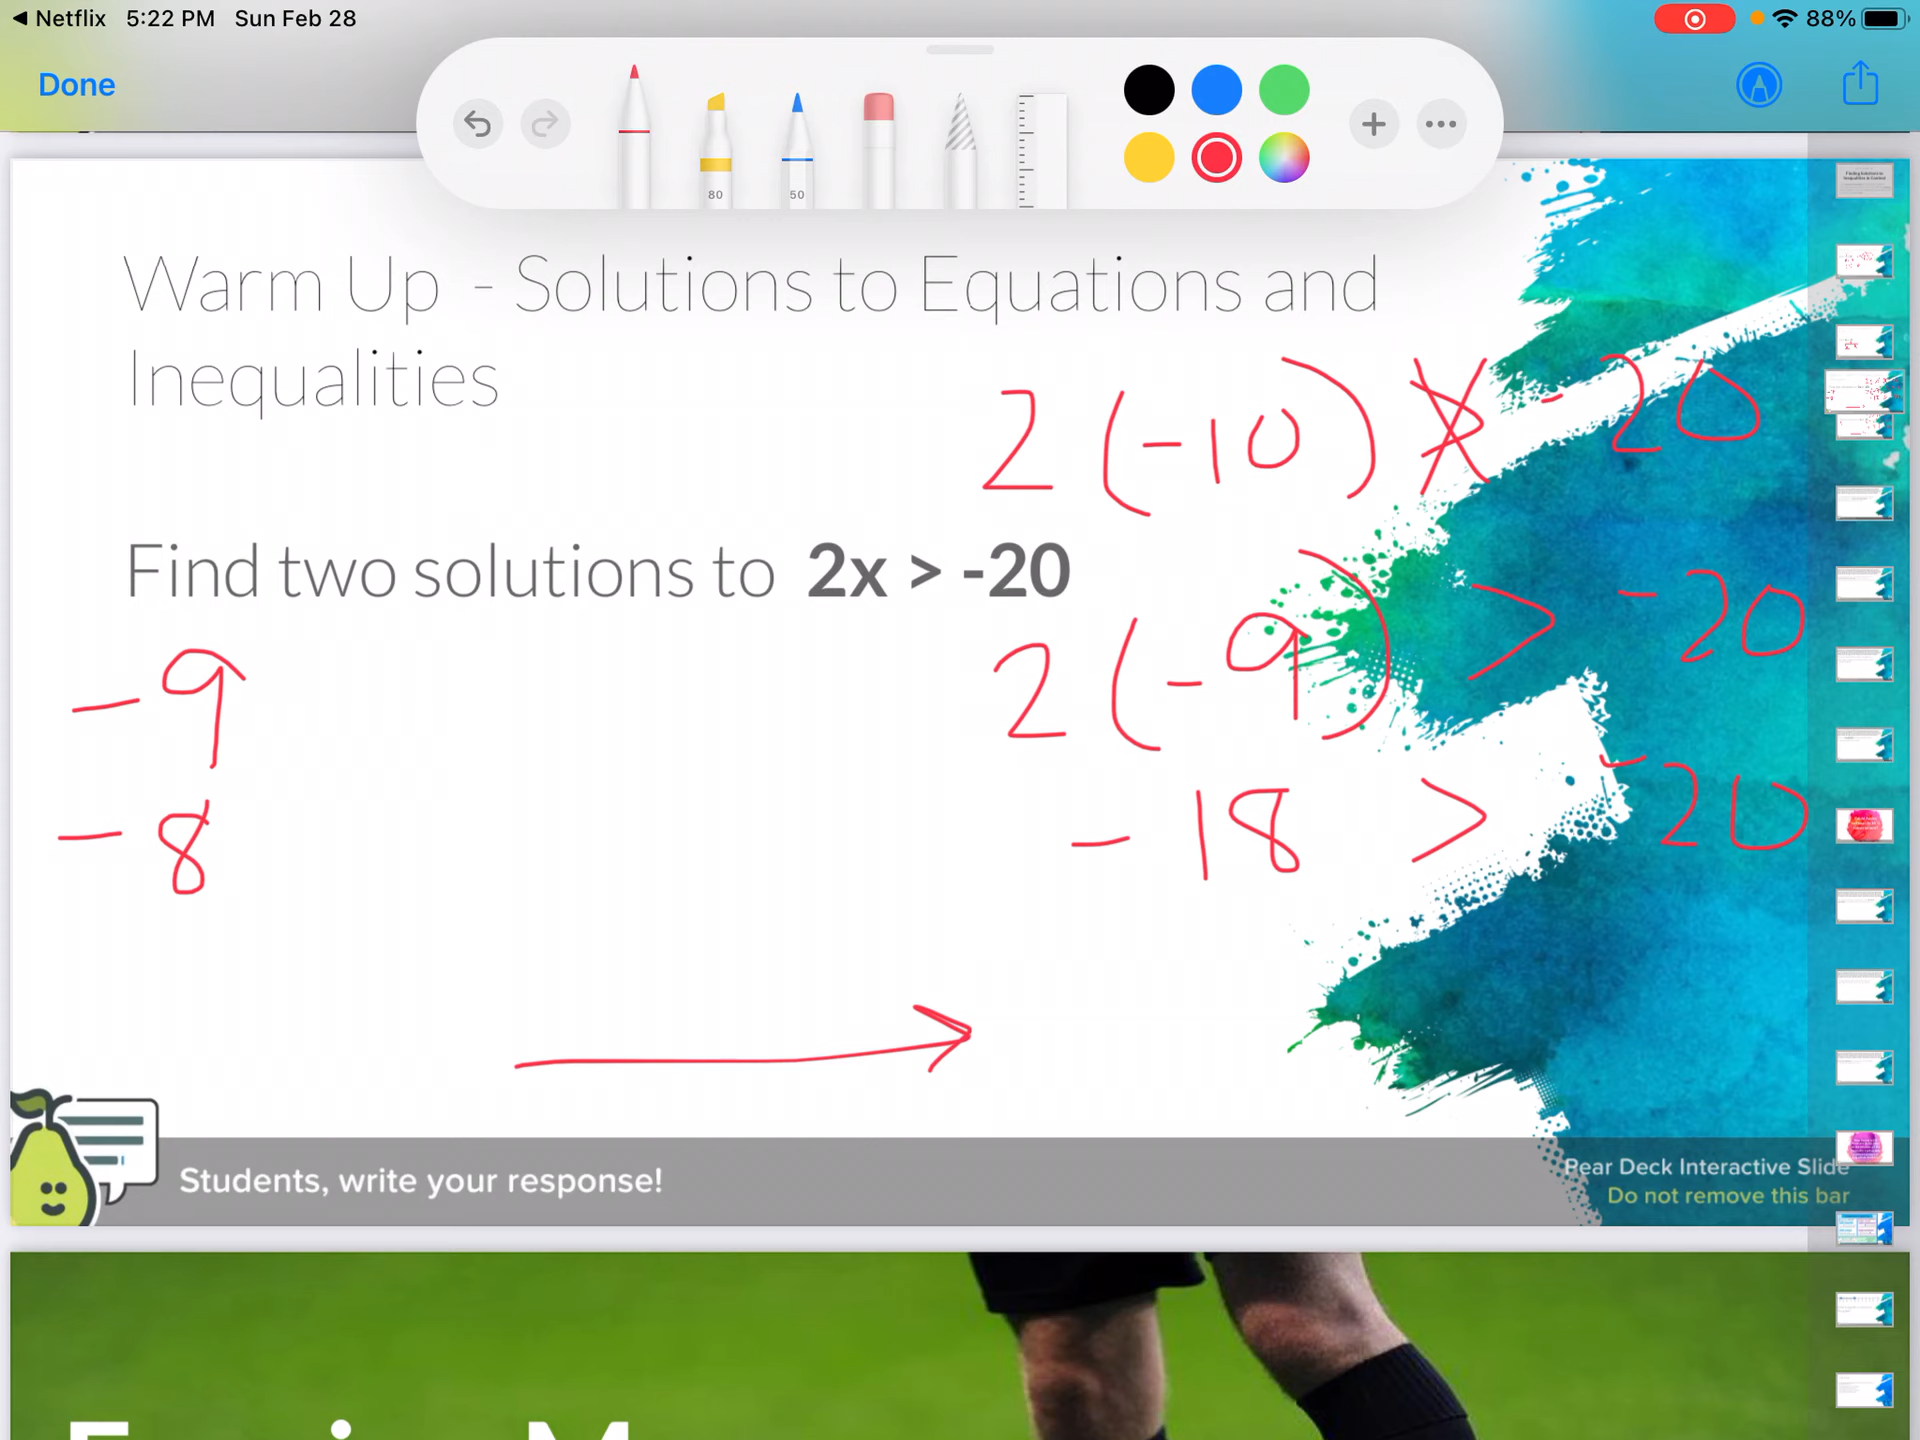 Netflix 5:22 PM Sun Feb 28
88%
Done
80
50
Warm Up - Solutions to Equations and
Inequalities
2(-10) > -20
Find two solutions to 2x > -20
2(-9) > -20
-9
-18 > -20
-8
Students, write your response!
Pear Deck Interactive Slide
Do not remove this bar